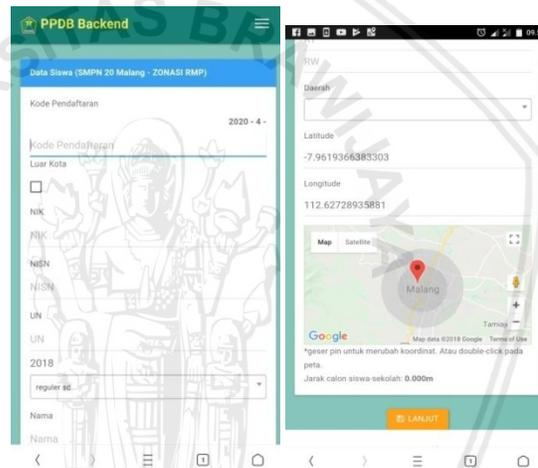 PPDB Backend
Data Siswa (SMPN 20 Malang - ZONASI RMP)
Kode Pendaftaran
2020 - 4 -
Kode Pendaftaran
Luar Kota
NIK
NIK
NISN
NISN
UN
UN
2018
reguler sd
Nama
Nama
RW
Daerah
Latitude
-7.9619366383303
Longitude
112.62728935881
Map Satellite
Malang
Google
Map data ©2018 Google Terms of Use
*geser pin untuk merubah koordinat. Atau double-click pada
peta.
Jarak calon siswa-sekolah: 0.000m
LANJUT